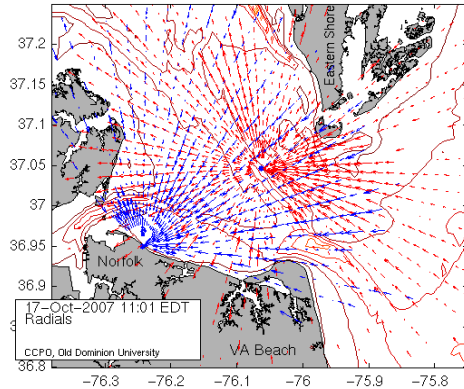 37.2
Eastern Shore
37.15
37.1
37.05
37
36.95
Norfolk
36.9
17-Oct-2007 11:01 EDT
Radials
CCPO, Old Dominion University
VA Beach
36.8
−76.3
−76.2
−76.1
−76
−75.9
−75.8